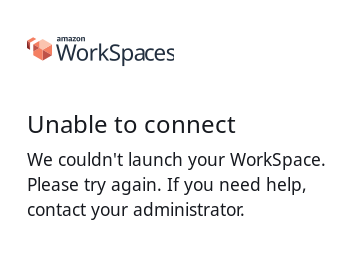 amazon
WorkSpaces
Unable to connect
We couldn't launch your WorkSpace.
Please try again. If you need help,
contact your administrator.